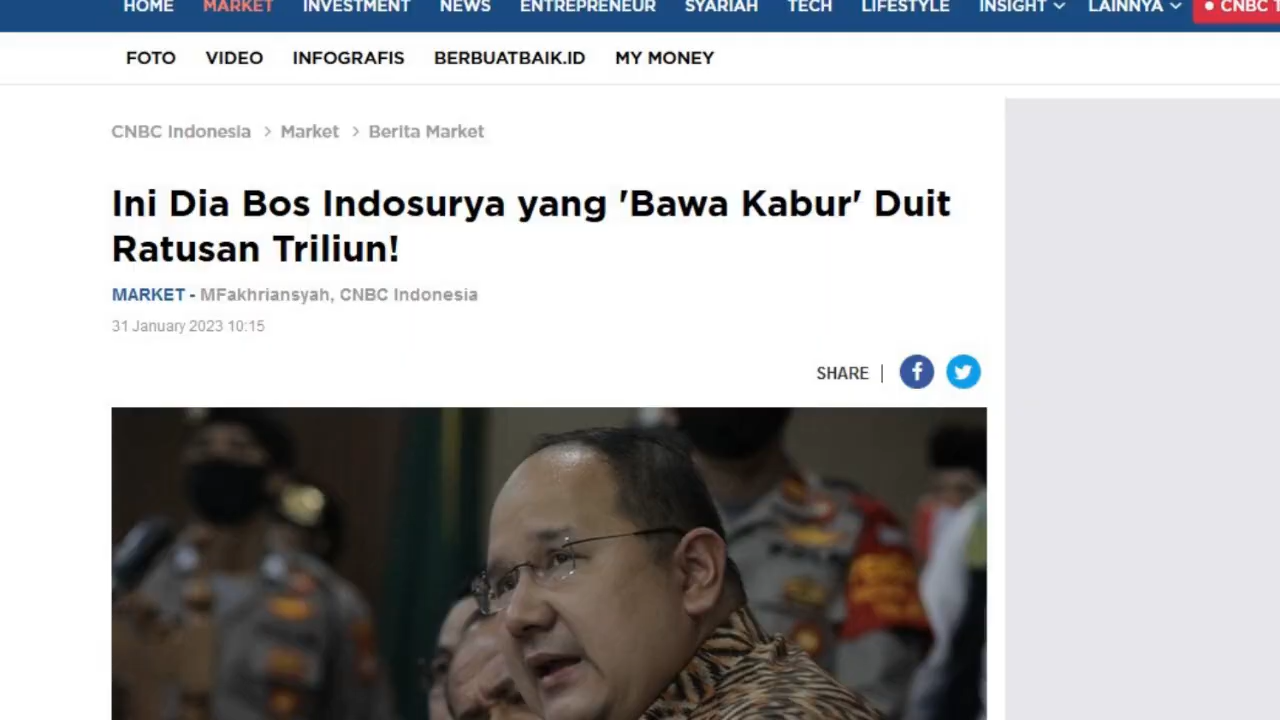 HOME MARKET INVESTMENT NEWS ENTREPRENEUR SYARIAH TECH LIFESTYLE INSIGHT LAINNYA CNBC T
FOTO VIDEO INFOGRAFIS BERBUATBAIK.ID MY MONEY
CNBC Indonesia > Market > Berita Market
Ini Dia Bos Indosurya yang 'Bawa Kabur' Duit
Ratusan Triliun!
MARKET - MFakhriansyah, CNBC Indonesia
31 January 2023 10:15
SHARE |